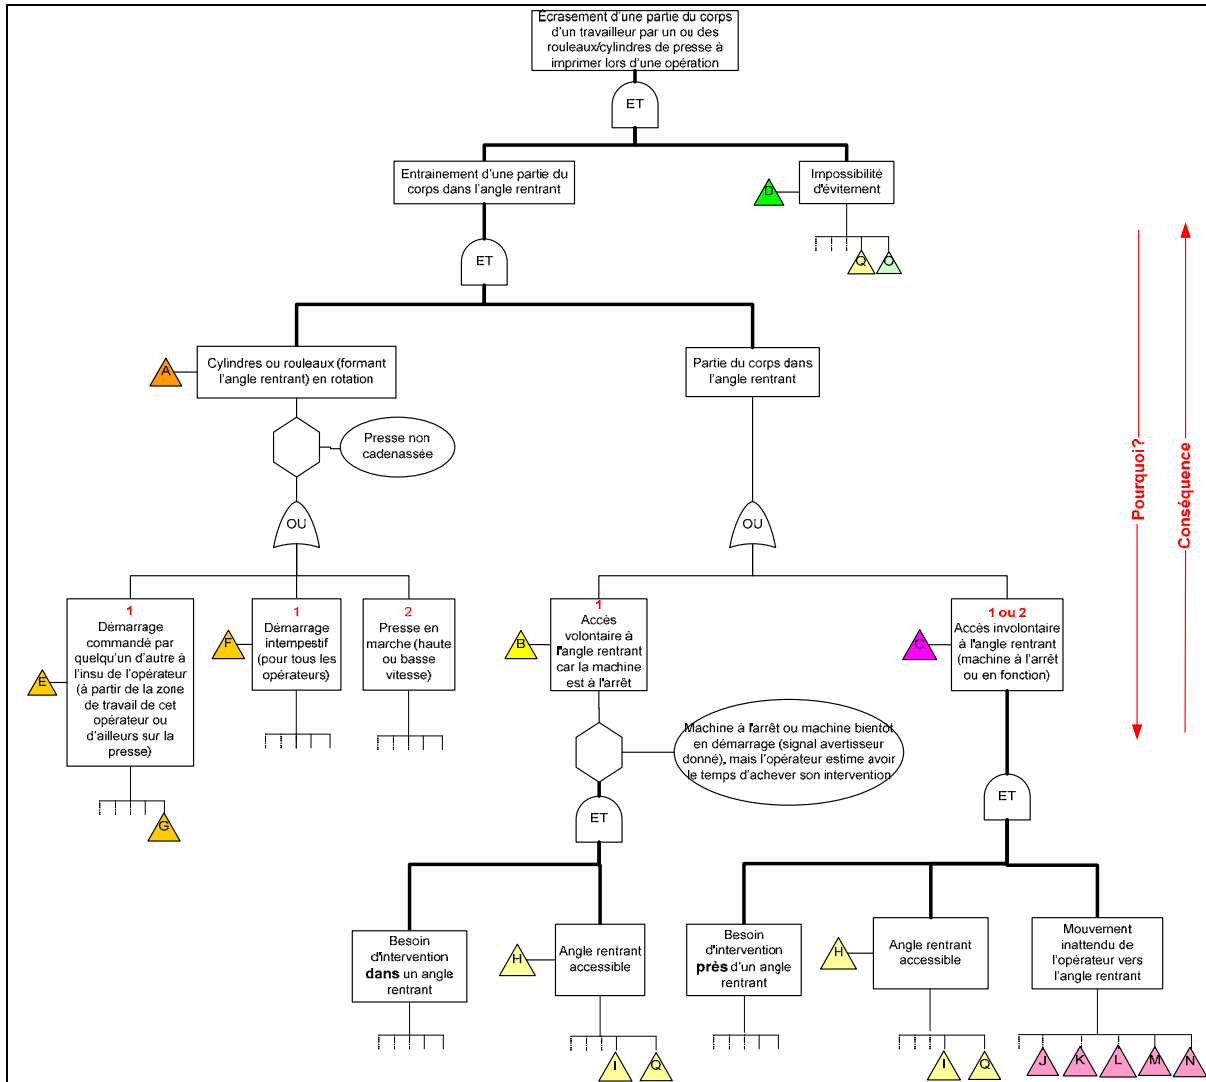 Écrasement d'une partie du corps
d'un travailleur par un ou des
rouleaux/cylindres de presse à
imprimer lors d'une opération
ET
Entrainement d'une partie du
corps dans l'angle rentrant
Impossibilité
d'évitement
D
Q
O
ET
Cylindres ou rouleaux (formant
l'angle rentrant) en rotation
A
Partie du corps dans
l'angle rentrant
Presse non
cadenassée
OU
OU
Pourquoi?
Conséquence
1
Démarrage
commandé par
quelqu'un d'autre à
l'insu de l'opérateur
(à partir de la zone
de travail de cet
opérateur ou
d'ailleurs sur la
presse)
E
G
1
Démarrage
intempestif
(pour tous les
opérateurs)
F
2
Presse en
marche (haute
ou basse
vitesse)
1
Accès
volontaire à
l'angle rentrant
car la machine
est à l'arrêt
B
1 ou 2
Accès involontaire
à l'angle rentrant
(machine à l'arrêt
ou en fonction)
C
Machine à l'arrêt ou machine bientôt
en démarrage (signal avertisseur
donné), mais l'opérateur estime avoir
le temps d'achever son intervention
ET
ET
Besoin
d'intervention
dans un angle
rentrant
Angle rentrant
accessible
H
I
Q
Besoin
d'intervention
près d'un angle
rentrant
Angle rentrant
accessible
H
I
Q
Mouvement
inattendu de
l'opérateur vers
l'angle rentrant
J
K
L
M
N